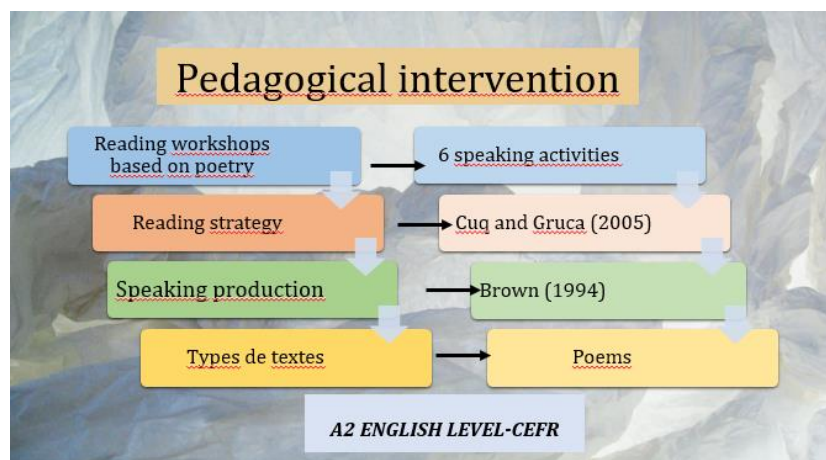 Pedagogical intervention
Reading workshops
based on poetry
6 speaking activities
Reading strategy
Cuq and Gruca (2005)
Speaking production
Brown (1994)
Types de textes
Poems
A2 ENGLISH LEVEL-CEFR